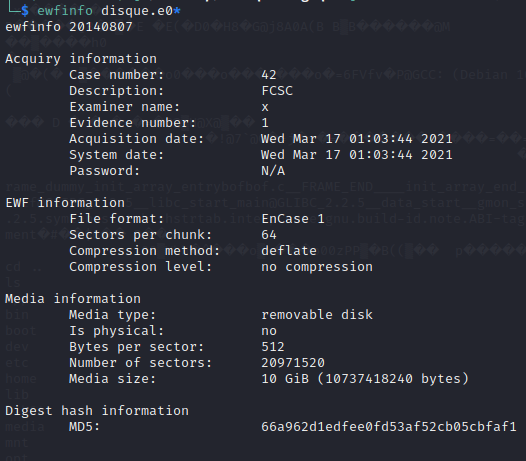 └─$ ewfinfo disque.e0*
ewfinfo 20140807
Acquiry information
Case number: 42
Description: FCSC
Examiner name: x
Evidence number: 1
Acquisition date: Wed Mar 17 01:03:44 2021
System date: Wed Mar 17 01:03:44 2021
Password: N/A
EWF information
File format: EnCase 1
Sectors per chunk: 64
Compression method: deflate
Compression level: no compression
Media information
Media type: removable disk
Is physical: no
Bytes per sector: 512
Number of sectors: 20971520
Media size: 10 GiB (10737418240 bytes)
Digest hash information
MD5: 66a962d1edfee0fd53af52cb05cbfaf1